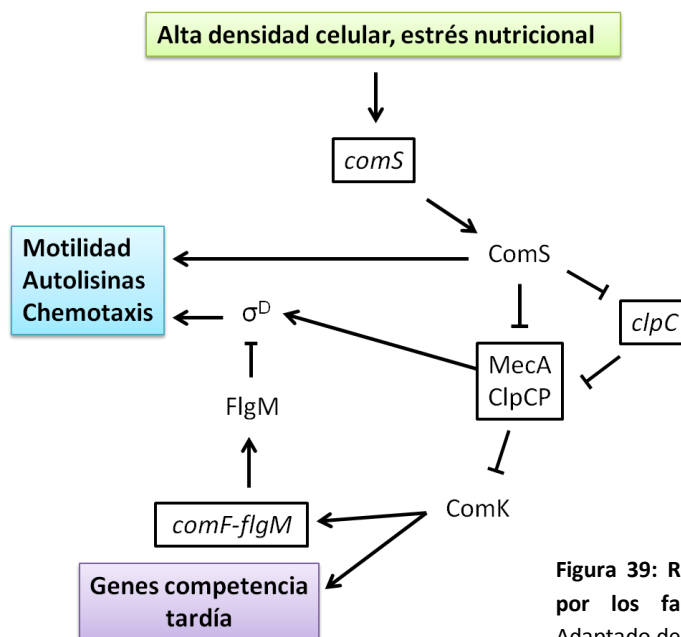 Alta densidad celular, estrés nutricional
comS
ComS
Motilidad
Autolisinas
Chemotaxis
σD
clpC
MecA
ClpCP
FlgM
ComK
comF-flgM
Genes competencia
tardía
Figura 39: R
por los fa
Adaptado de